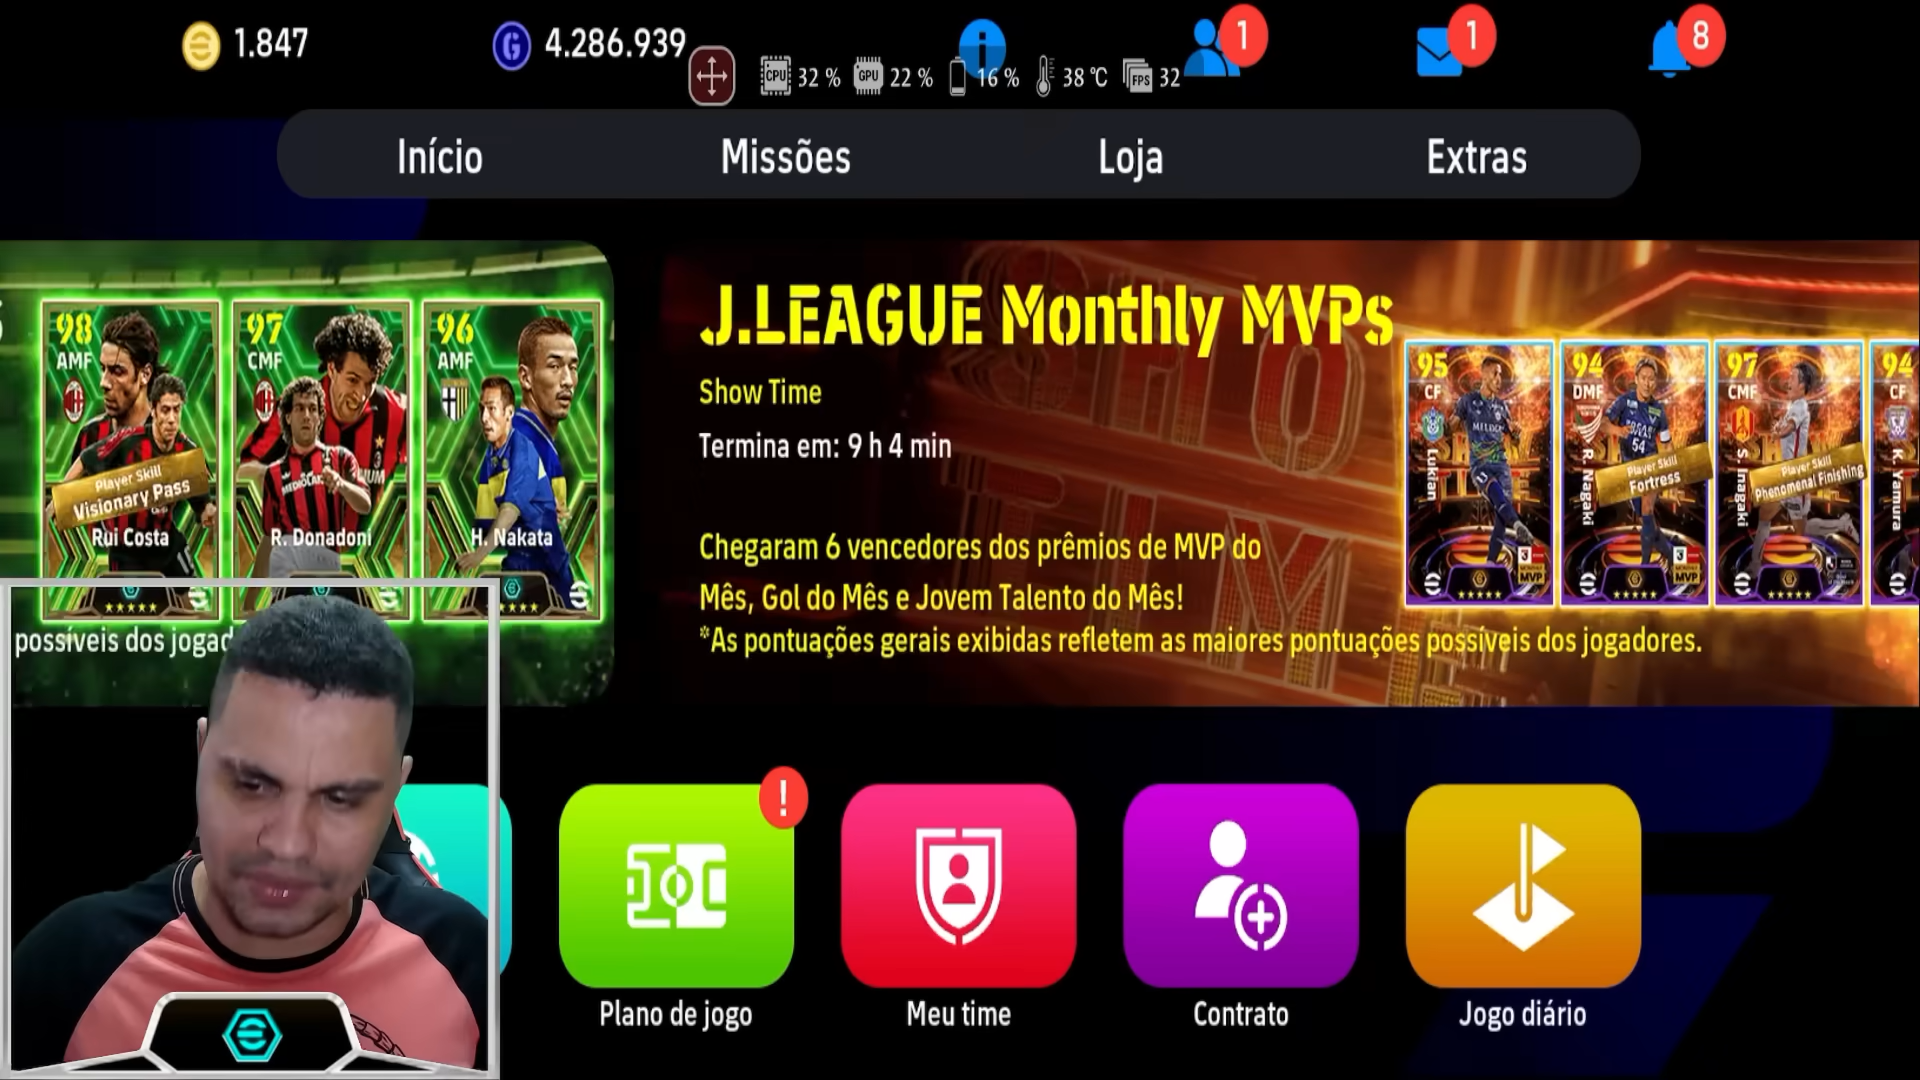 1.847
4.286.939
CPU 32 %
GPU 22 %
16 %
38 °C
FPS 32
1
1
8
Início
Missões
Loja
Extras
98
AMF
Player Skill
Visionary Pass
Rui Costa
97
CMF
R. Donadoni
96
AMF
H. Nakata
possíveis dos jogad
J.LEAGUE Monthly MVPs
Show Time
Termina em: 9 h 4 min
Chegaram 6 vencedores dos prêmios de MVP do
Mês, Gol do Mês e Jovem Talento do Mês!
*As pontuações gerais exibidas refletem as maiores pontuações possíveis dos jogadores.
95
CF
Lukian
94
DMF
R. Nagaki
54
Player Skill
Fortress
MVP
97
CMF
S. Inagaki
Player Skill
Phenomenal Finishing
94
CF
K. Yamura
!
Plano de jogo
Meu time
Contrato
Jogo diário